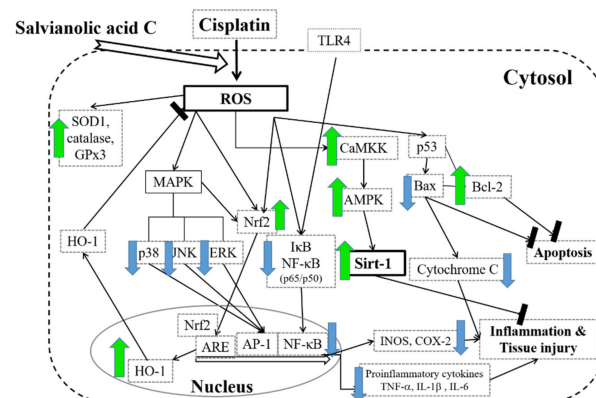 Salvianolic acid C
Cisplatin
TLR4
Cytosol
ROS
SOD1,
catalase,
GPx3
CaMKK
p53
MAPK
AMPK
Bax
Bcl-2
Nrf2
HO-1
p38
JNK
ERK
IκB
NF-κB
(p65/p50)
Sirt-1
Cytochrome C
Apoptosis
Nrf2
ARE
AP-1
NF-κB
INOS, COX-2
Inflammation &
Tissue injury
HO-1
Nucleus
Proinflammatory cytokines
TNF-α, IL-1β , IL-6